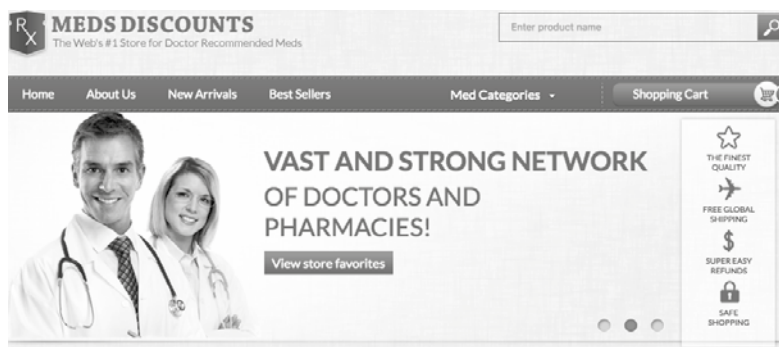 RX
MEDS DISCOUNTS
The Web's #1 Store for Doctor Recommended Meds
Enter product name
Home
About Us
New Arrivals
Best Sellers
Med Categories
Shopping Cart
VAST AND STRONG NETWORK
OF DOCTORS AND
PHARMACIES!
View store favorites
THE FINEST
QUALITY
FREE GLOBAL
SHIPPING
$
SUPER EASY
REFUNDS
SAFE
SHOPPING